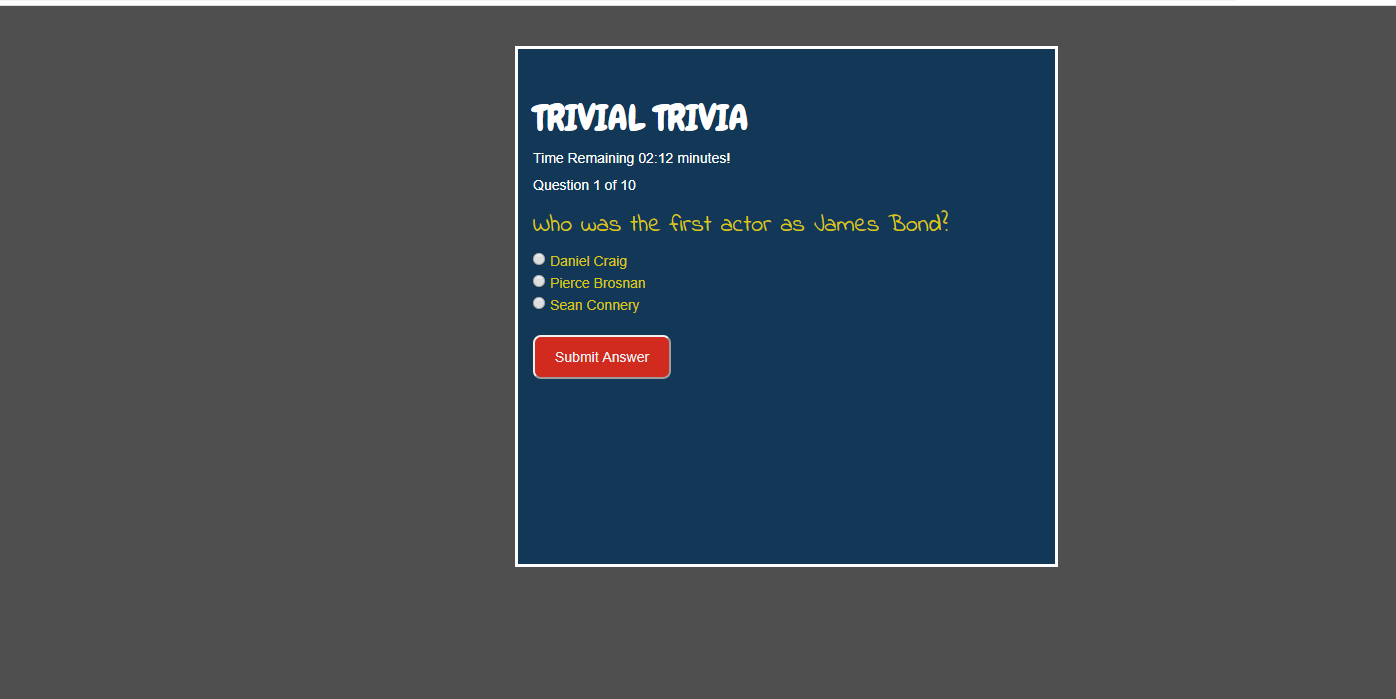 TRIVIAL TRIVIA
Time Remaining 02:12 minutes!
Question 1 of 10
Who was the first actor as James Bond?
Daniel Craig
Pierce Brosnan
Sean Connery
Submit Answer